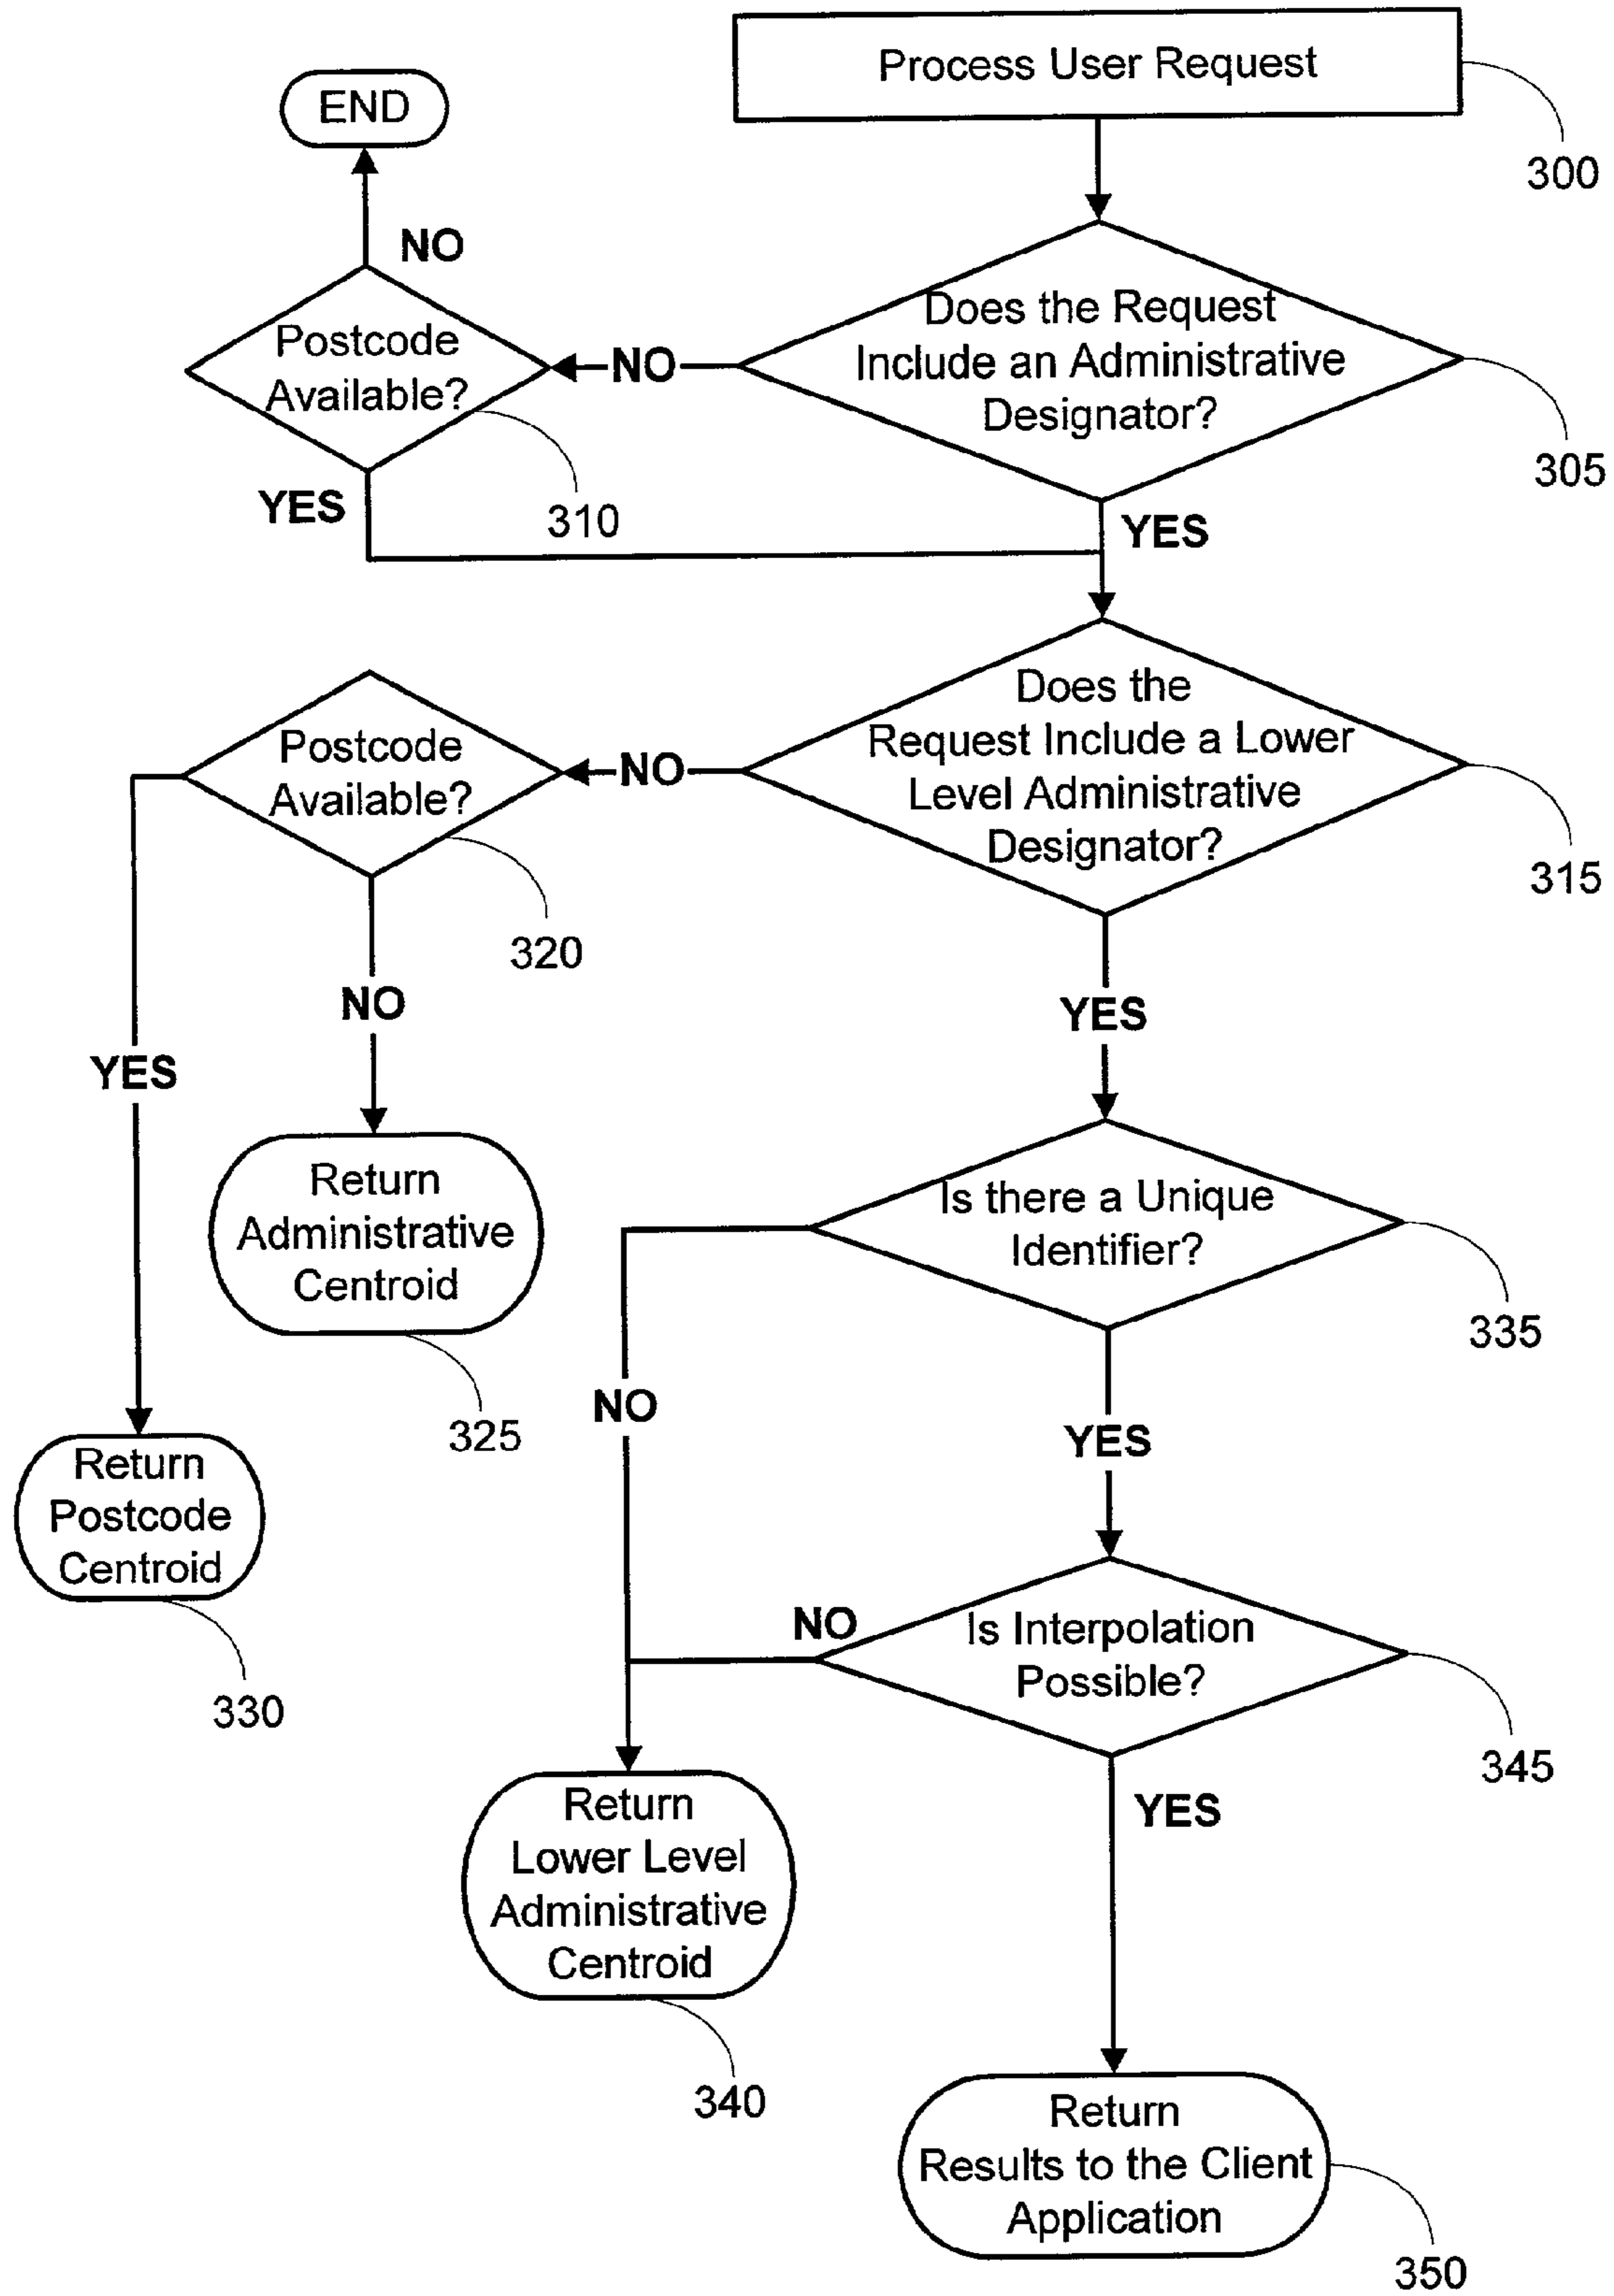 Process User Request
300
END
NO
Does the Request
Include an Administrative
Designator?
305
NO
Postcode
Available?
310
YES
YES
Does the
Request Include a Lower
Level Administrative
Designator?
315
NO
Postcode
Available?
320
NO
YES
YES
Return
Administrative
Centroid
325
Is there a Unique
Identifier?
335
NO
YES
Return
Postcode
Centroid
330
NO
Is Interpolation
Possible?
345
YES
Return
Lower Level
Administrative
Centroid
340
Return
Results to the Client
Application
350